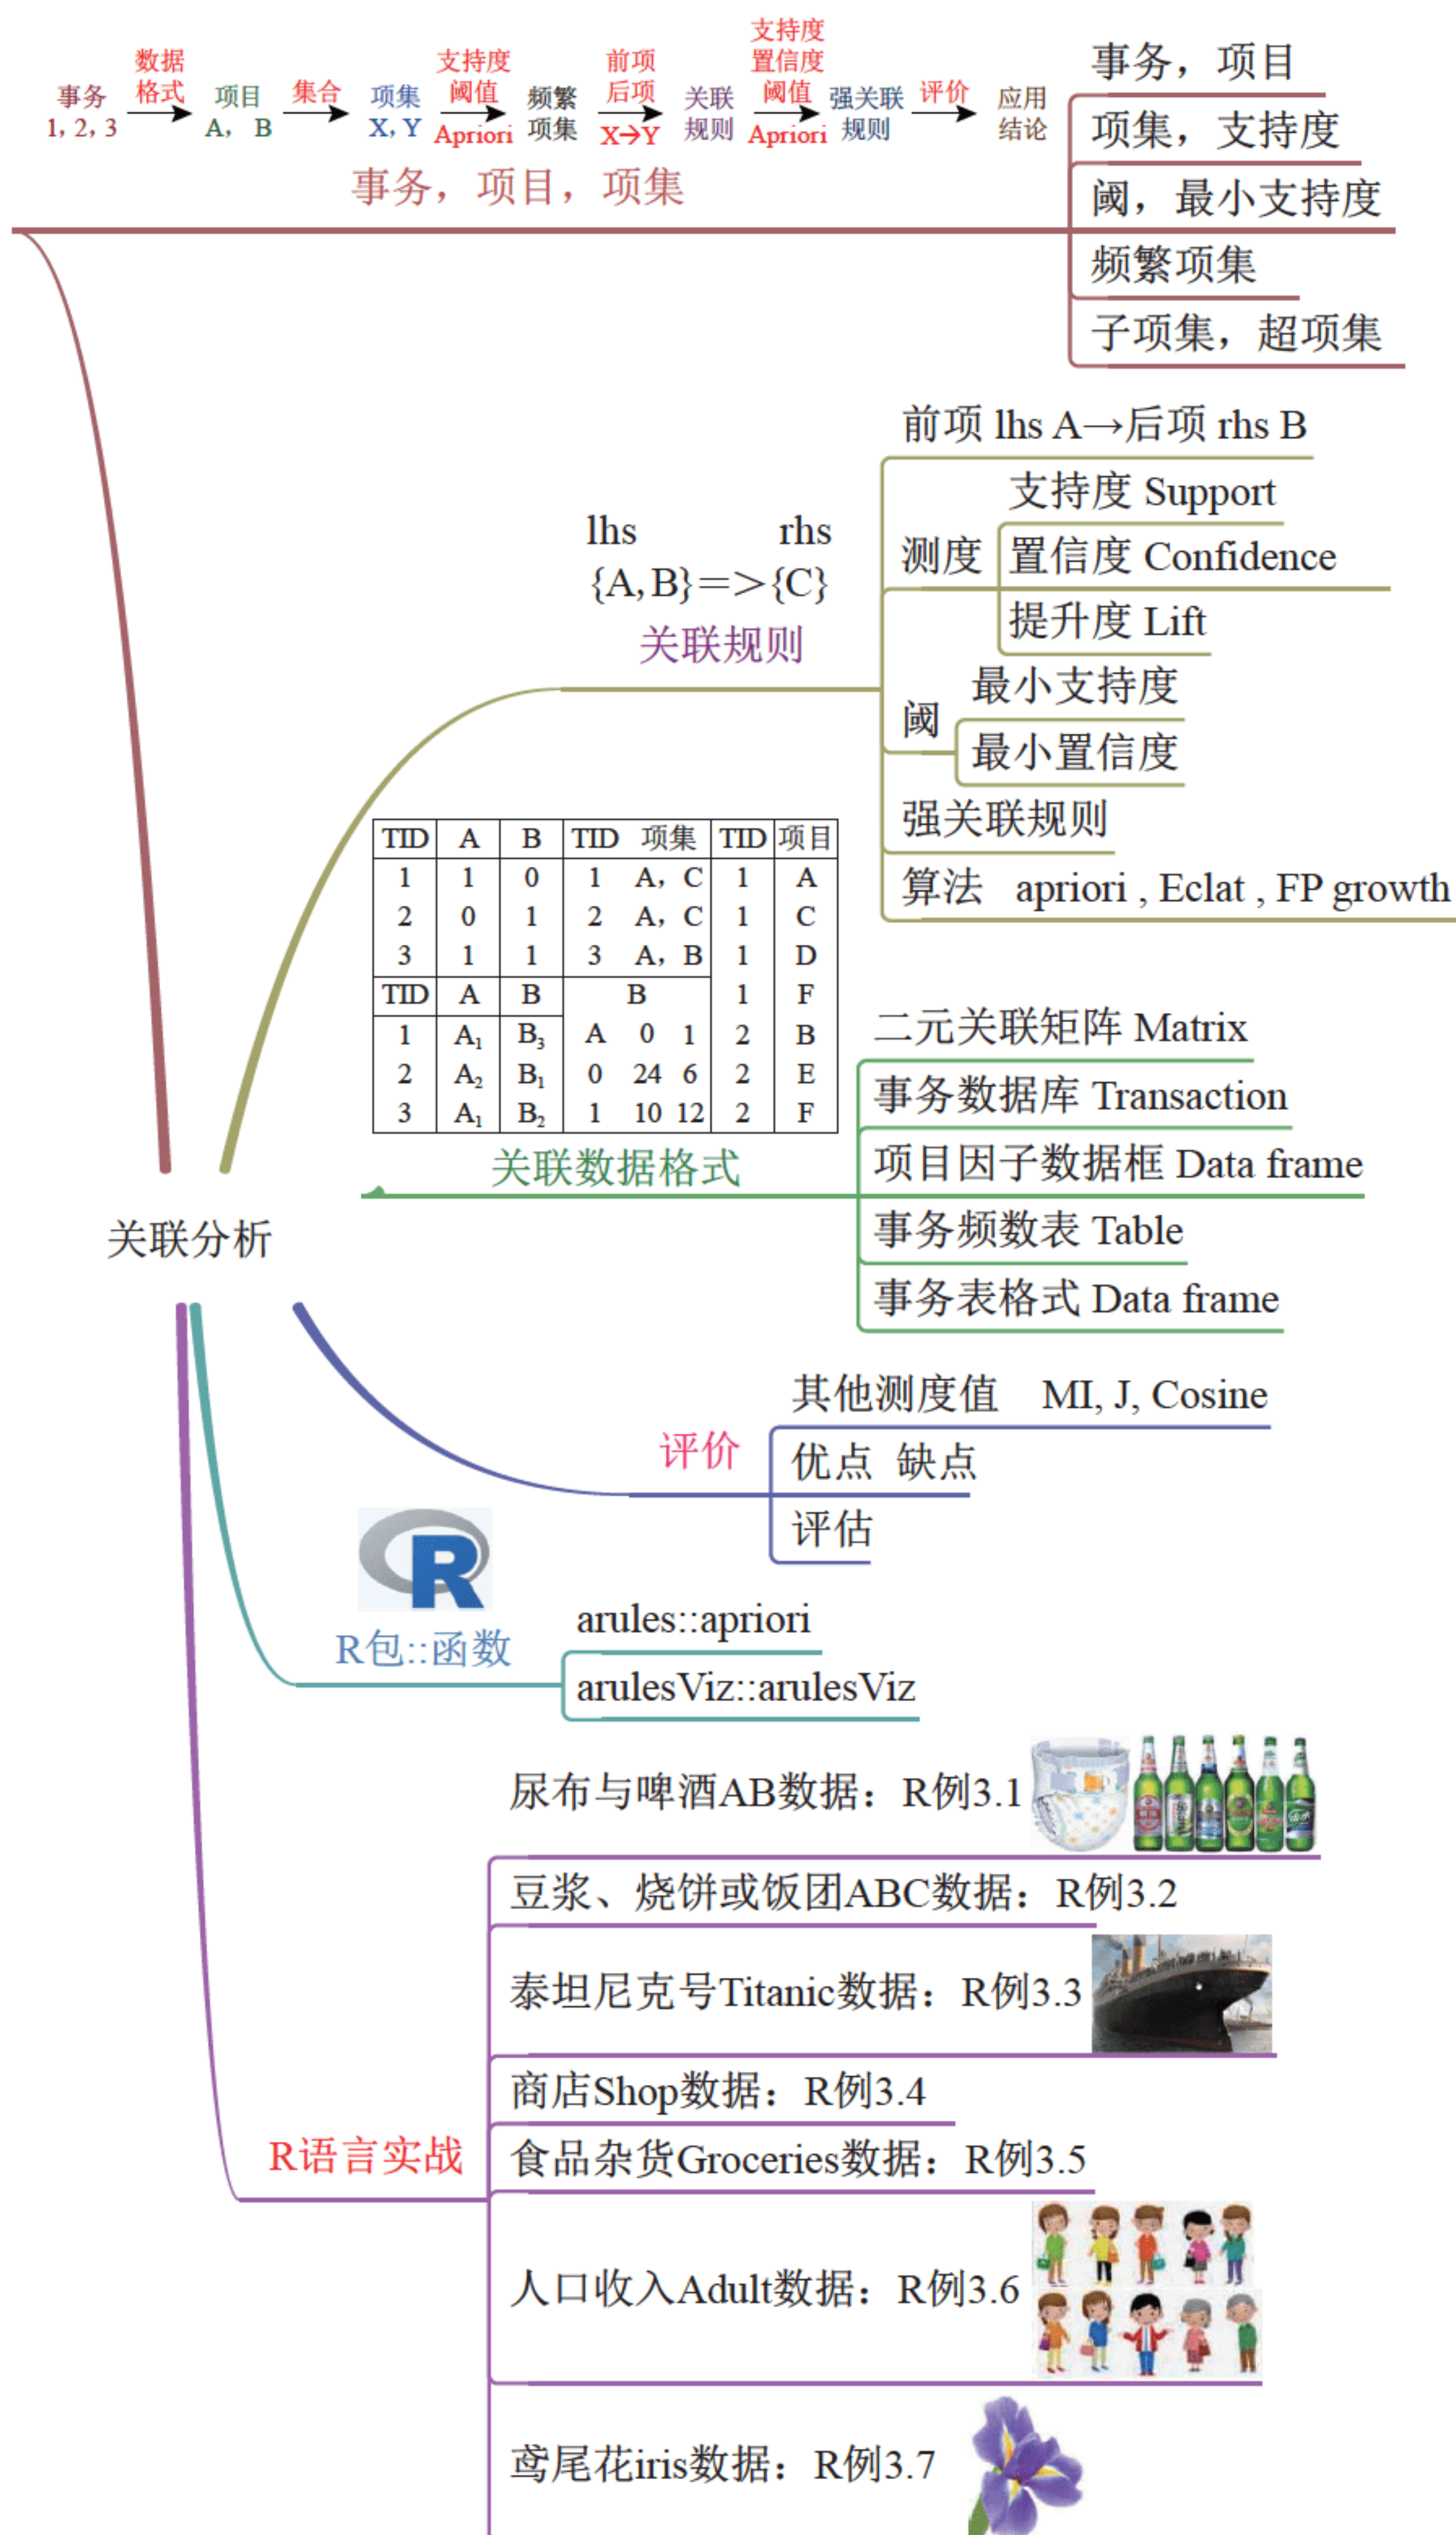 事务 数据 项目 集合 项集 支持度 频繁 前项 关联 支持度 强关联 评价 应用
1, 2, 3 格式 A, B X, Y 阈值 项集 后项 规则 置信度 规则 结论
Apriori X→Y 阈值
Apriori
事务，项目，项集
事务，项目
项集，支持度
阈，最小支持度
频繁项集
子项集，超项集
lhs rhs
{A, B}=>{C}
关联规则
前项 lhs A→后项 rhs B
测度
支持度 Support
置信度 Confidence
提升度 Lift
阈
最小支持度
最小置信度
强关联规则
算法 apriori , Eclat , FP growth
TID A B TID 项集 TID 项目
1 1 0 1 A，C 1 A
2 0 1 2 A，C 1 C
3 1 1 3 A，B 1 D
TID A B B 1 F
1 A₁ B₃ A 0 1 2 B
2 A₂ B₁ 0 24 6 2 E
3 A₁ B₂ 1 10 12 2 F
关联数据格式
二元关联矩阵 Matrix
事务数据库 Transaction
项目因子数据框 Data frame
事务频数表 Table
事务表格式 Data frame
关联分析
评价
其他测度值 MI, J, Cosine
优点 缺点
评估
R
R包::函数
arules::apriori
arulesViz::arulesViz
R语言实战
尿布与啤酒AB数据：R例3.1
豆浆、烧饼或饭团ABC数据：R例3.2
泰坦尼克号Titanic数据：R例3.3
商店Shop数据：R例3.4
食品杂货Groceries数据：R例3.5
人口收入Adult数据：R例3.6
鸢尾花iris数据：R例3.7